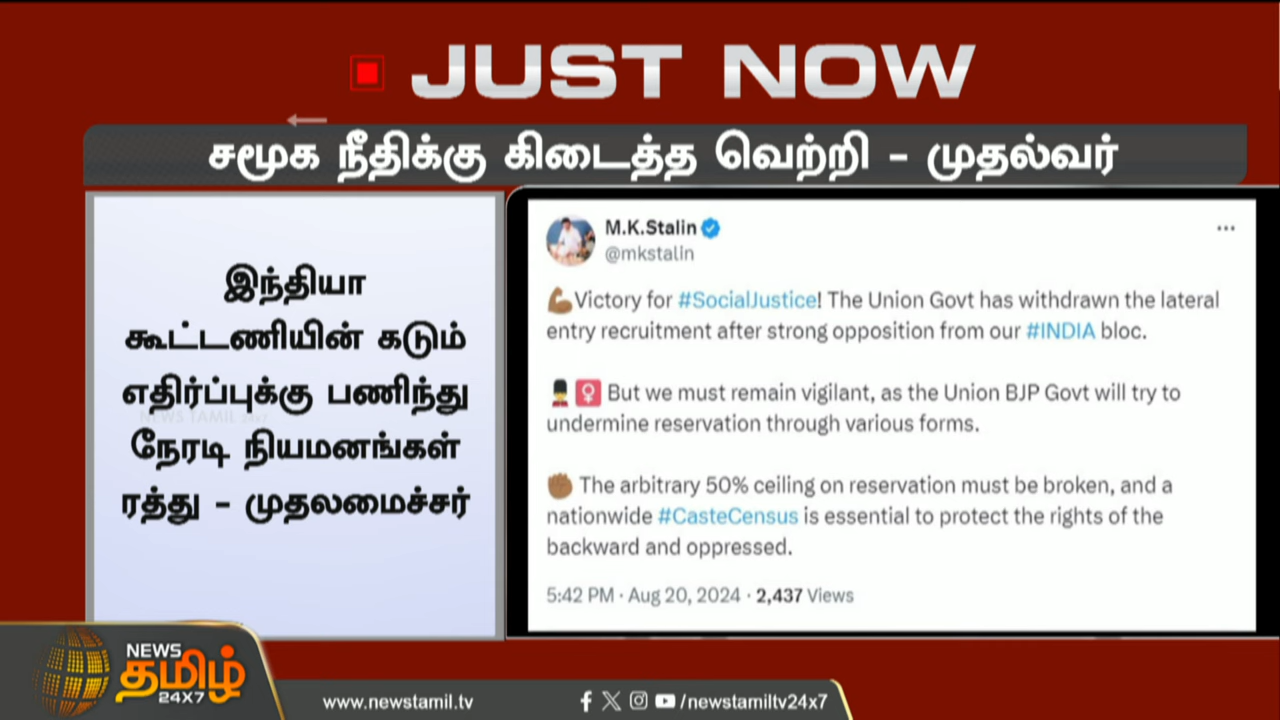 JUST NOW
சமூக நீதிக்கு கிடைத்த வெற்றி - முதல்வர்
இந்தியா
கூட்டணியின் கடும்
எதிர்ப்புக்கு பணிந்து
நேரடி நியமனங்கள்
ரத்து - முதலமைச்சர்
NEWS TAMIL 24x7
M.K.Stalin
@mkstalin
💪🏾Victory for #SocialJustice! The Union Govt has withdrawn the lateral
entry recruitment after strong opposition from our #INDIA bloc.
But we must remain vigilant, as the Union BJP Govt will try to
undermine reservation through various forms.
✊🏾 The arbitrary 50% ceiling on reservation must be broken, and a
nationwide #CasteCensus is essential to protect the rights of the
backward and oppressed.
5:42 PM · Aug 20, 2024 · 2,437 Views
NEWS
தமிழ்
24X7
www.newstamil.tv
/newstamiltv24x7